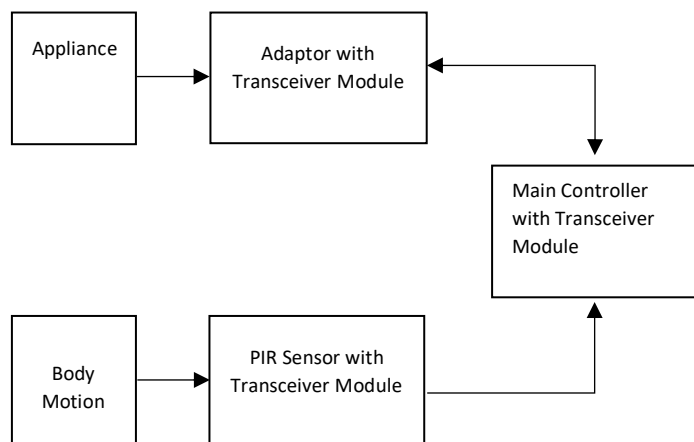 Appliance
Adaptor with
Transceiver Module
Main Controller
with Transceiver
Module
Body
Motion
PIR Sensor with
Transceiver Module